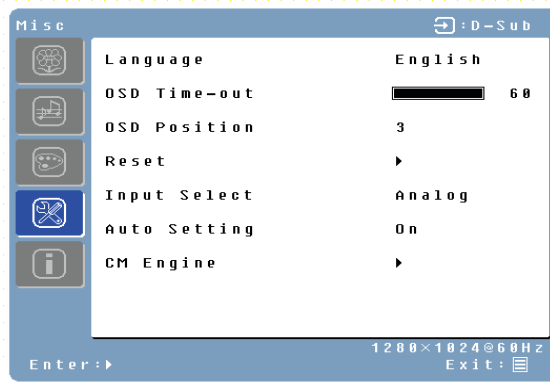 Misc :D-Sub
Language English
OSD Time-out 60
OSD Position 3
Reset
Input Select Analog
Auto Setting On
CM Engine
1280×1024@60Hz
Enter: Exit: